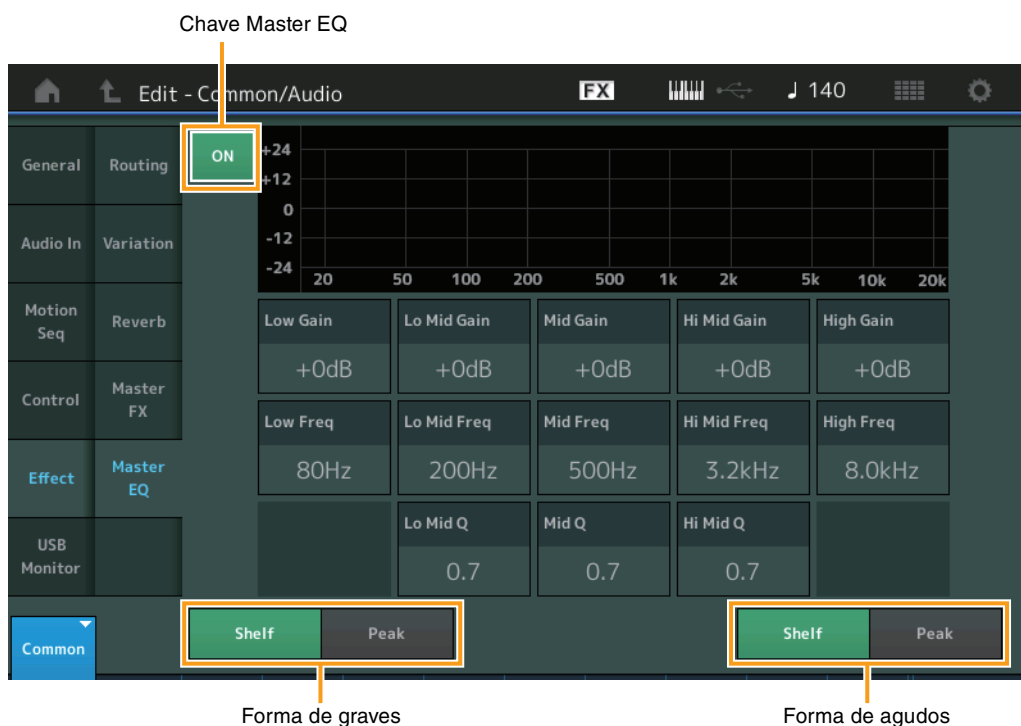 Chave Master EQ
Edit - Common/Audio
FX
140
General
Routing
ON
Audio In
Variation
Motion
Seq
Reverb
Control
Master
FX
Effect
Master
EQ
USB
Monitor
Common
+24
+12
0
-12
-24
20 50 100 200 500 1k 2k 5k 10k 20k
Low Gain
+0dB
Lo Mid Gain
+0dB
Mid Gain
+0dB
Hi Mid Gain
+0dB
High Gain
+0dB
Low Freq
80Hz
Lo Mid Freq
200Hz
Mid Freq
500Hz
Hi Mid Freq
3.2kHz
High Freq
8.0kHz
Lo Mid Q
0.7
Mid Q
0.7
Hi Mid Q
0.7
Shelf Peak
Shelf Peak
Forma de graves
Forma de agudos